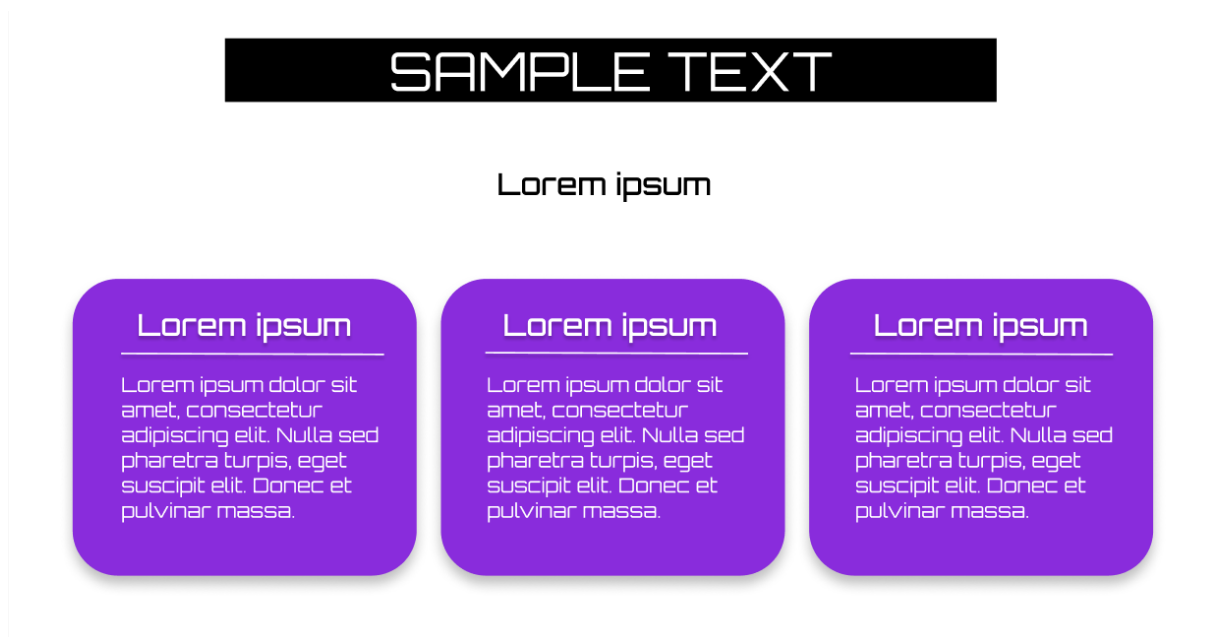 SAMPLE TEXT
Lorem ipsum
Lorem ipsum
Lorem ipsum dolor sit
amet, consectetur
adipiscing elit. Nulla sed
pharetra turpis, eget
suscipit elit. Donec et
pulvinar massa.
Lorem ipsum
Lorem ipsum dolor sit
amet, consectetur
adipiscing elit. Nulla sed
pharetra turpis, eget
suscipit elit. Donec et
pulvinar massa.
Lorem ipsum
Lorem ipsum dolor sit
amet, consectetur
adipiscing elit. Nulla sed
pharetra turpis, eget
suscipit elit. Donec et
pulvinar massa.